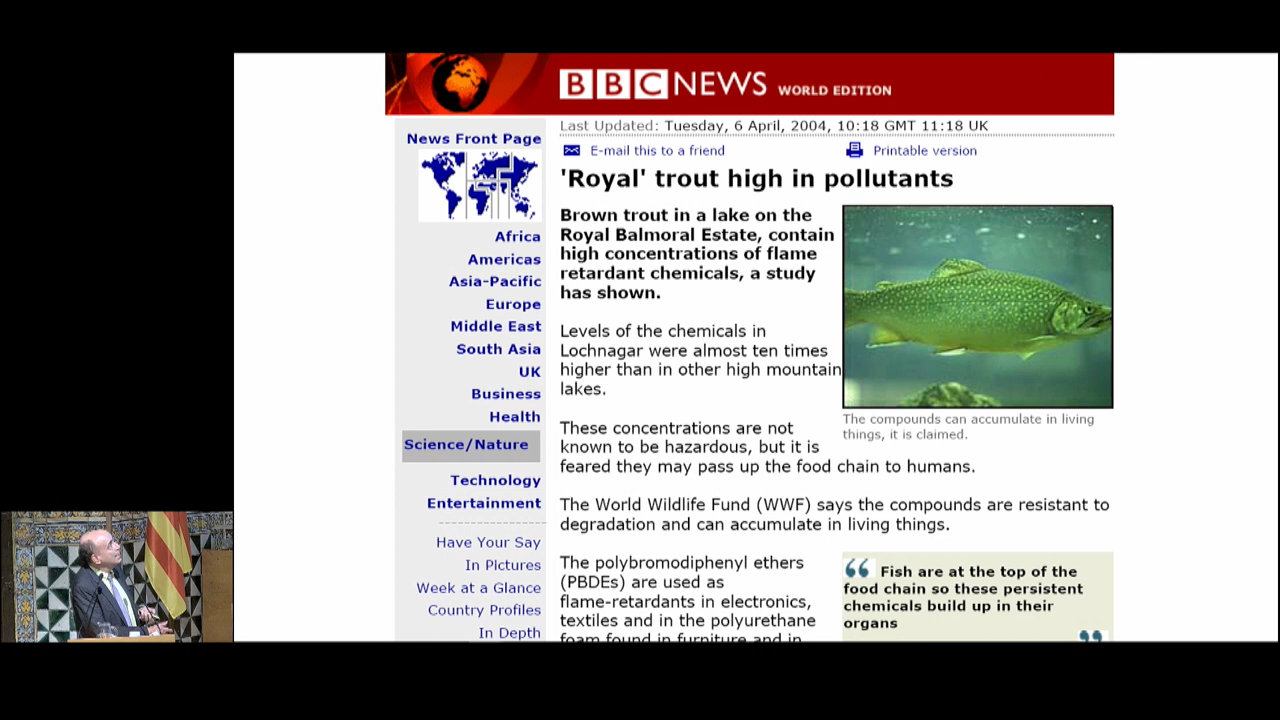 BBC NEWS WORLD EDITION
News Front Page
Africa
Americas
Asia-Pacific
Europe
Middle East
South Asia
UK
Business
Health
Science/Nature
Technology
Entertainment
Have Your Say
In Pictures
Week at a Glance
Country Profiles
In Depth
Last Updated: Tuesday, 6 April, 2004, 10:18 GMT 11:18 UK
E-mail this to a friend
Printable version
'Royal' trout high in pollutants
Brown trout in a lake on the
Royal Balmoral Estate, contain
high concentrations of flame
retardant chemicals, a study
has shown.
Levels of the chemicals in
Lochnagar were almost ten times
higher than in other high mountain
lakes.
The compounds can accumulate in living
things, it is claimed.
These concentrations are not
known to be hazardous, but it is
feared they may pass up the food chain to humans.
The World Wildlife Fund (WWF) says the compounds are resistant to
degradation and can accumulate in living things.
The polybromodiphenyl ethers
(PBDEs) are used as
flame-retardants in electronics,
textiles and in the polyurethane
foam found in furniture and in
“ Fish are at the top of the
food chain so these persistent
chemicals build up in their
organs
”